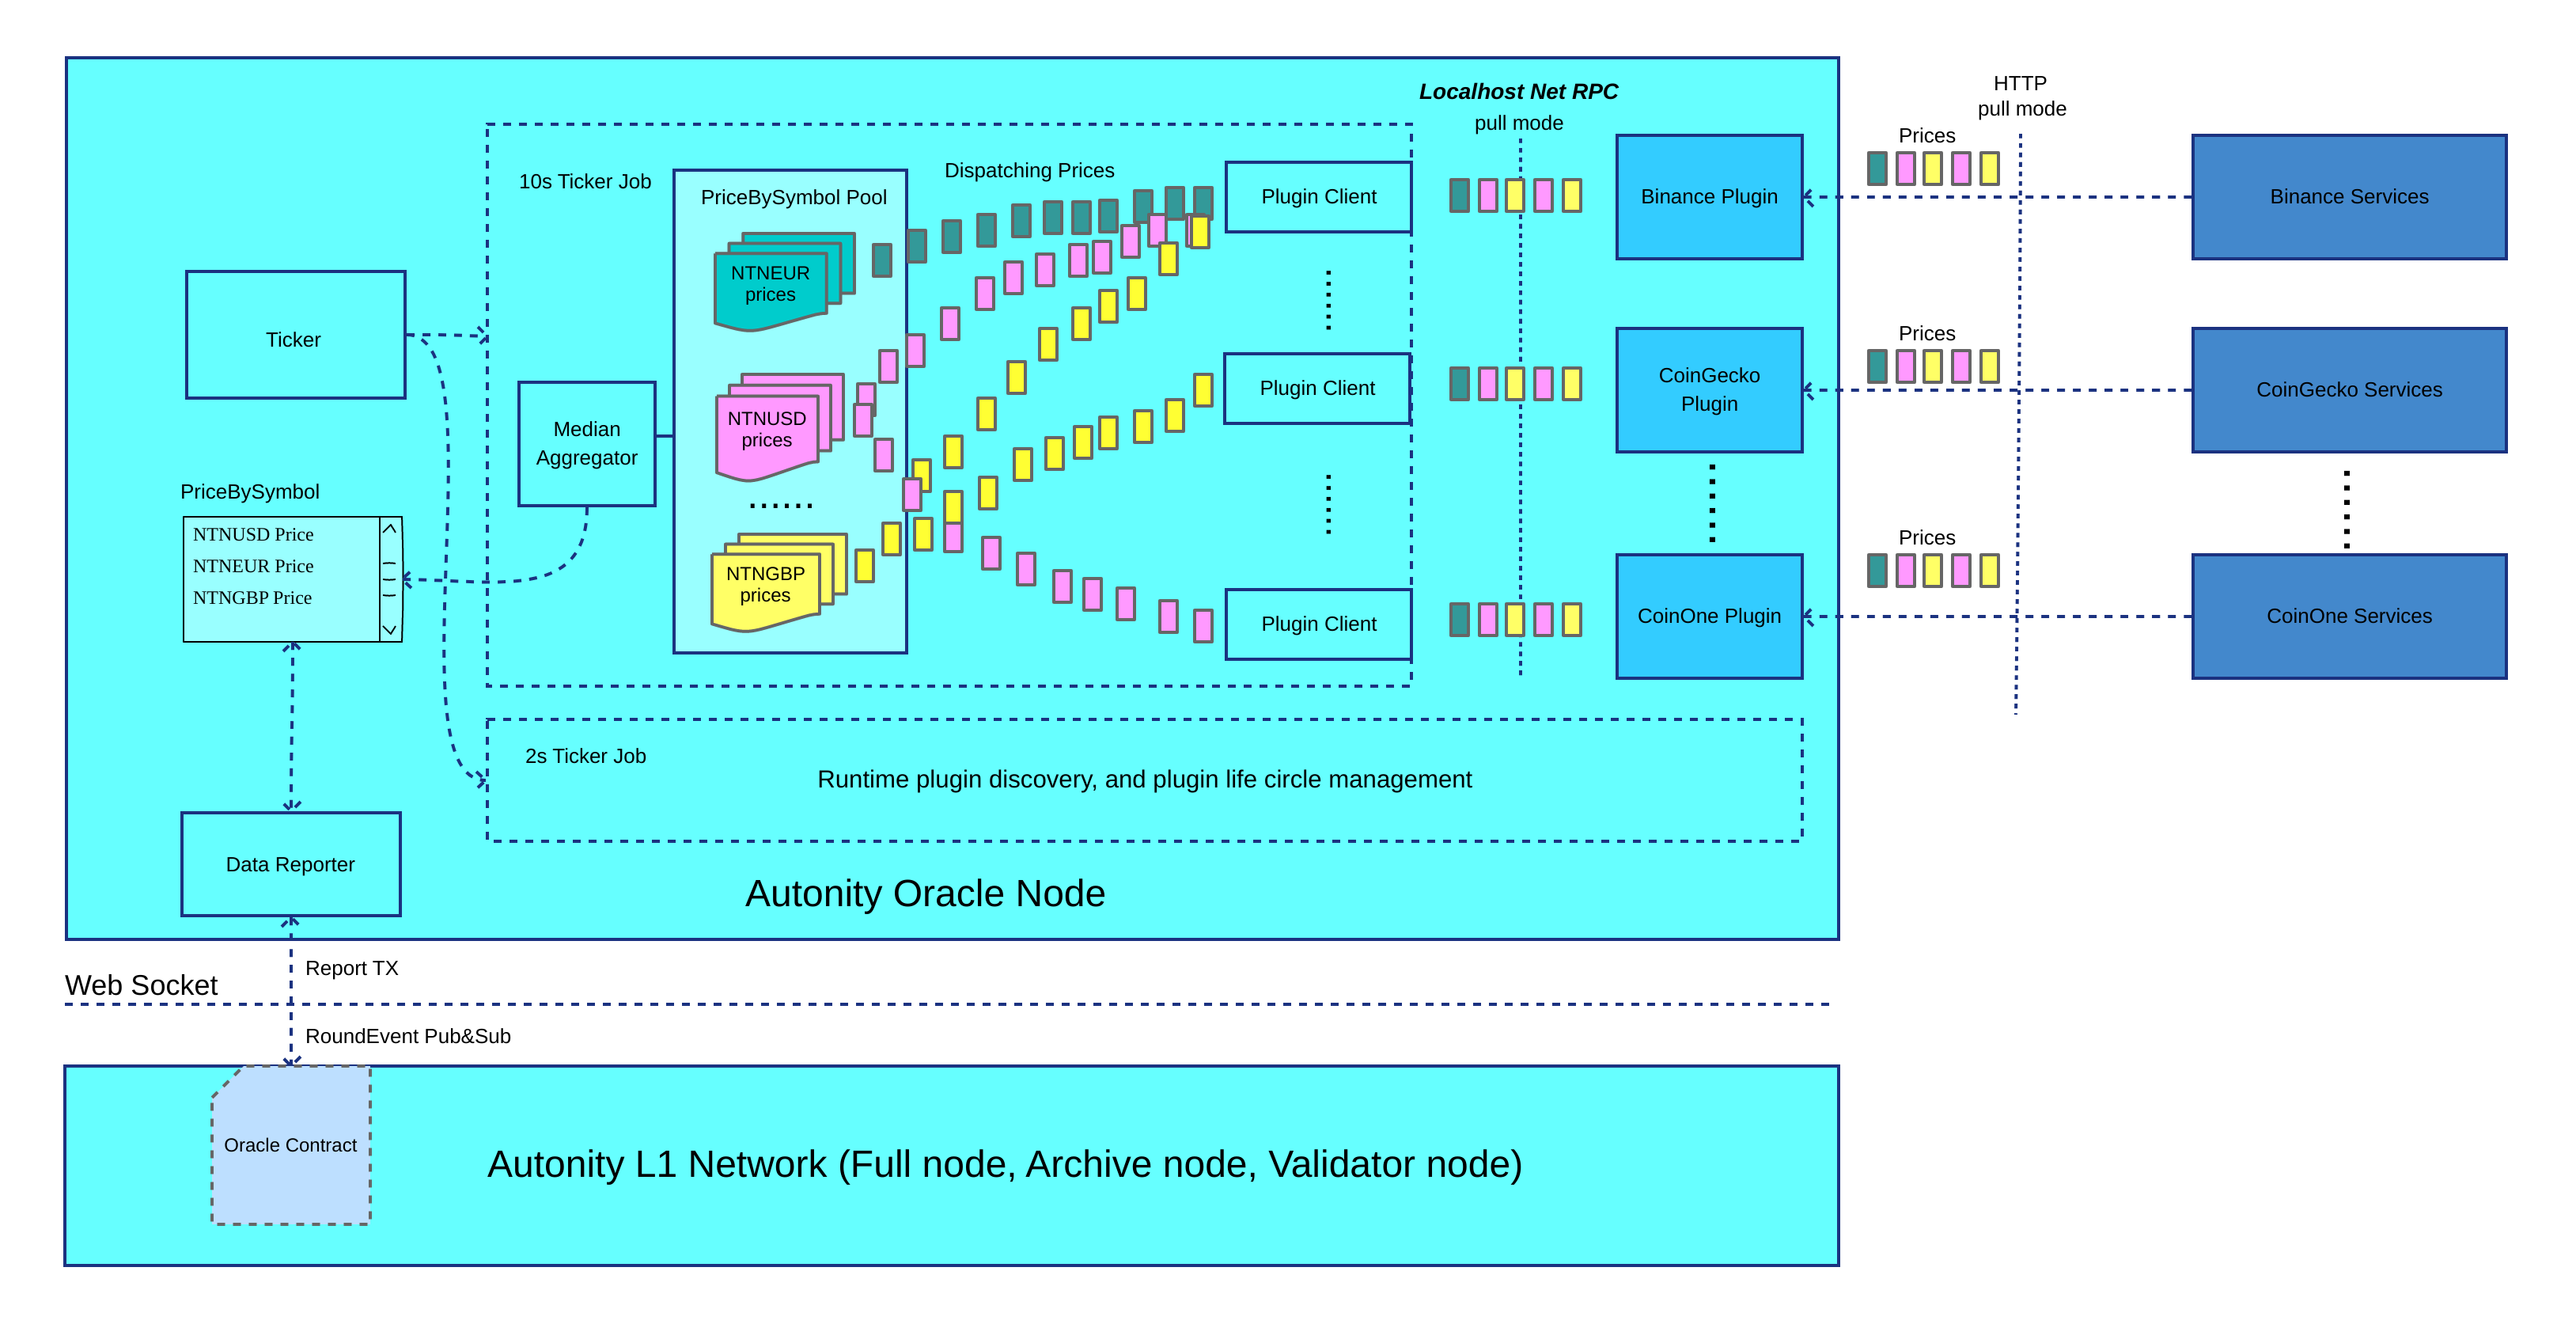 Localhost Net RPC
pull mode
HTTP
pull mode
10s Ticker Job
PriceBySymbol Pool
Dispatching Prices
Plugin Client
Binance Plugin
Prices
Binance Services
NTNEUR
prices
Ticker
Plugin Client
CoinGecko
Plugin
Prices
CoinGecko Services
Median
Aggregator
NTNUSD
prices
......
PriceBySymbol
NTNUSD Price
NTNEUR Price
NTNGBP Price
NTNGBP
prices
Plugin Client
CoinOne Plugin
Prices
CoinOne Services
2s Ticker Job
Runtime plugin discovery, and plugin life circle management
Data Reporter
Autonity Oracle Node
Report TX
Web Socket
RoundEvent Pub&Sub
Oracle Contract
Autonity L1 Network (Full node, Archive node, Validator node)